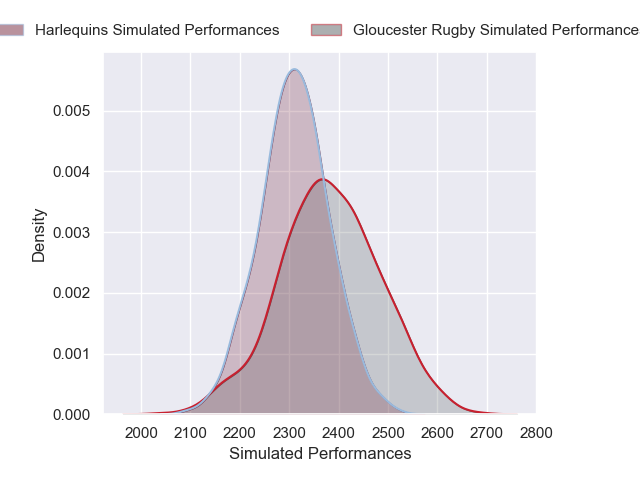 Harlequins Simulated Performances Gloucester Rugby Simulated Performance
0.005
0.004
0.003
0.002
0.001
0.000
Density
2000 2100 2200 2300 2400 2500 2600 2700 2800
Simulated Performances